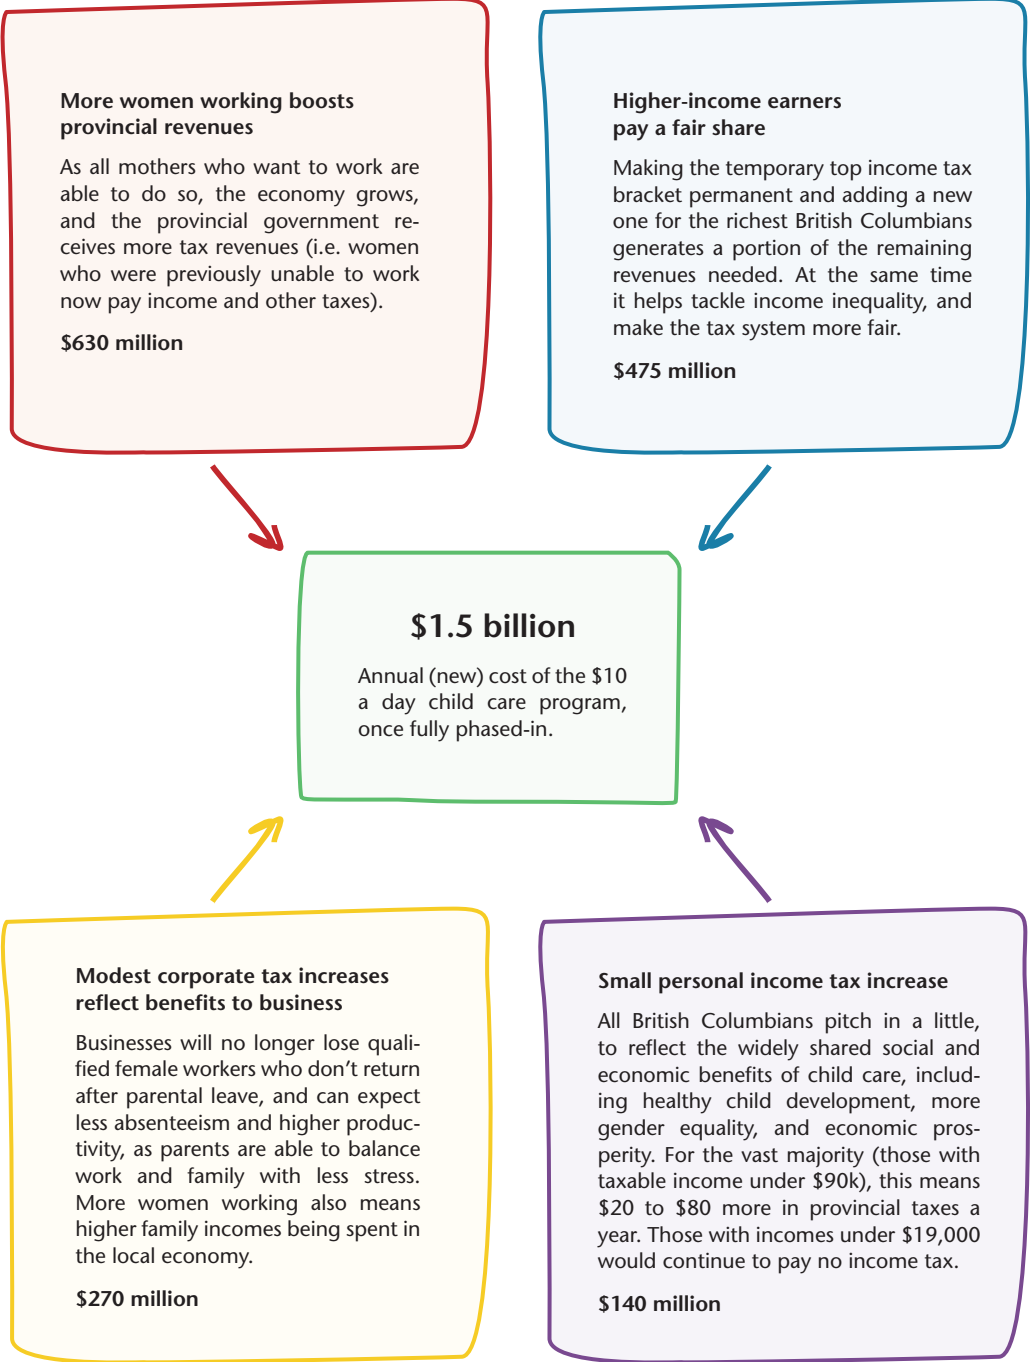 More women working boosts
provincial revenues
As all mothers who want to work are
able to do so, the economy grows,
and the provincial government re-
ceives more tax revenues (i.e. women
who were previously unable to work
now pay income and other taxes).
$630 million
Higher-income earners
pay a fair share
Making the temporary top income tax
bracket permanent and adding a new
one for the richest British Columbians
generates a portion of the remaining
revenues needed. At the same time
it helps tackle income inequality, and
make the tax system more fair.
$475 million
$1.5 billion
Annual (new) cost of the $10
a day child care program,
once fully phased-in.
Modest corporate tax increases
reflect benefits to business
Businesses will no longer lose quali-
fied female workers who don’t return
after parental leave, and can expect
less absenteeism and higher produc-
tivity, as parents are able to balance
work and family with less stress.
More women working also means
higher family incomes being spent in
the local economy.
$270 million
Small personal income tax increase
All British Columbians pitch in a little,
to reflect the widely shared social and
economic benefits of child care, includ-
ing healthy child development, more
gender equality, and economic pros-
perity. For the vast majority (those with
taxable income under $90k), this means
$20 to $80 more in provincial taxes a
year. Those with incomes under $19,000
would continue to pay no income tax.
$140 million